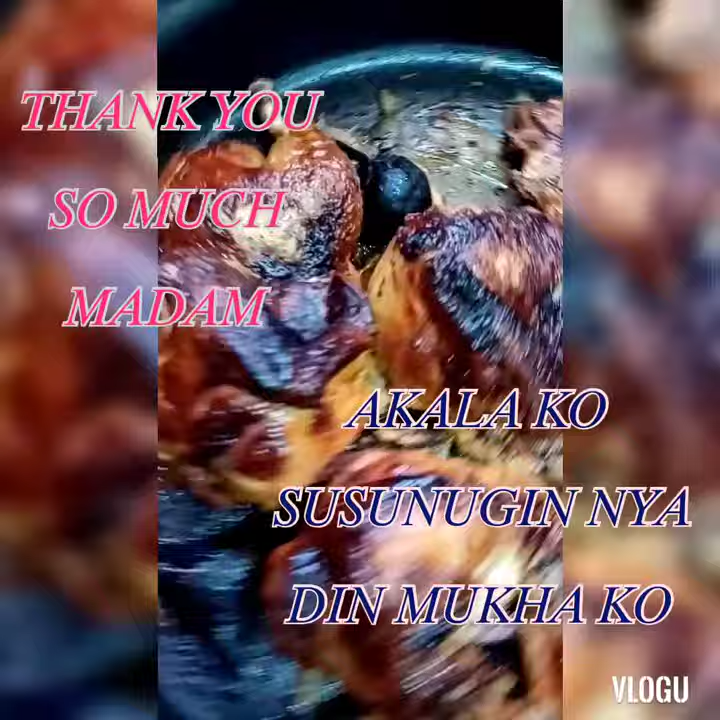 THANK YOU
SO MUCH
MADAM
AKALA KO
SUSUNUGIN NYA
DIN MUKHA KO
VLOGU